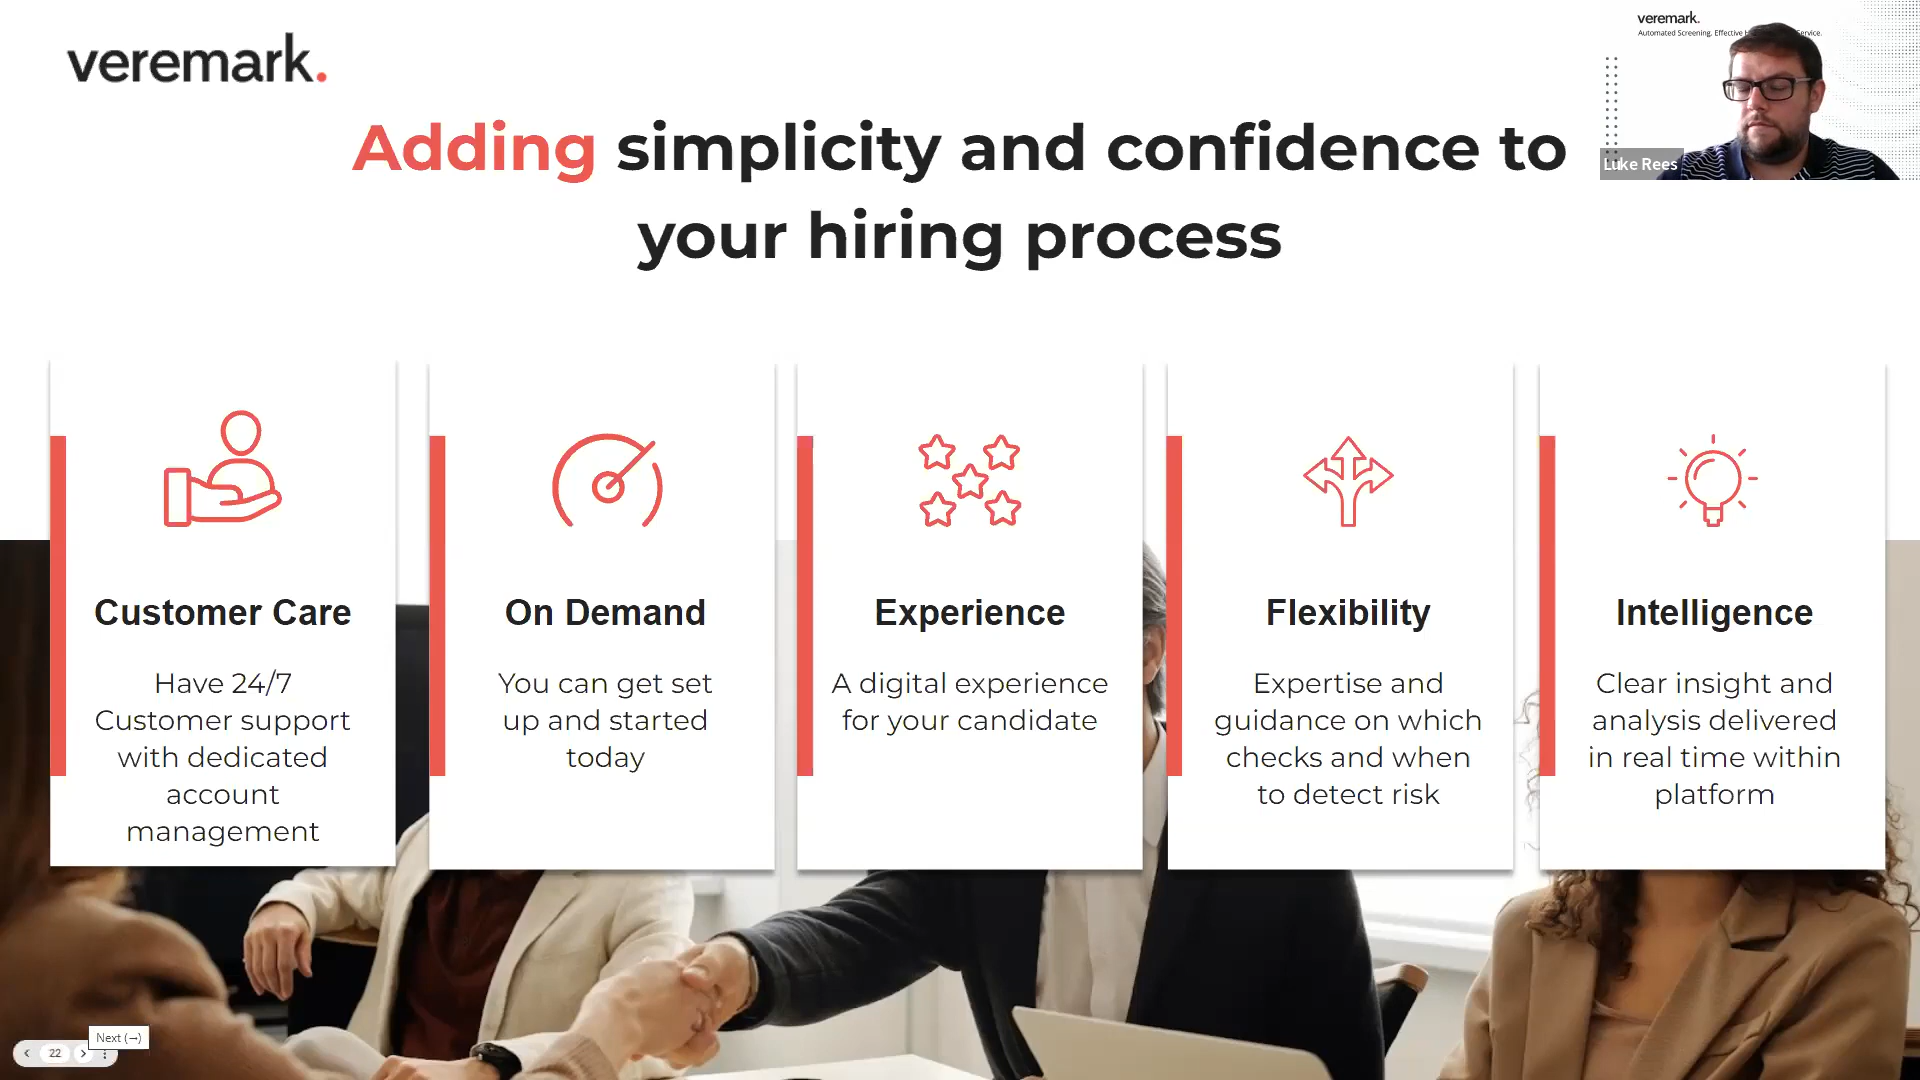 veremark.
veremark.
Automated Screening, Effective H Service.
Luke Rees
Adding simplicity and confidence to
your hiring process
Customer Care
Have 24/7
Customer support
with dedicated
account
management
On Demand
You can get set
up and started
today
Experience
A digital experience
for your candidate
Flexibility
Expertise and
guidance on which
checks and when
to detect risk
Intelligence
Clear insight and
analysis delivered
in real time within
platform
Next (→)
22